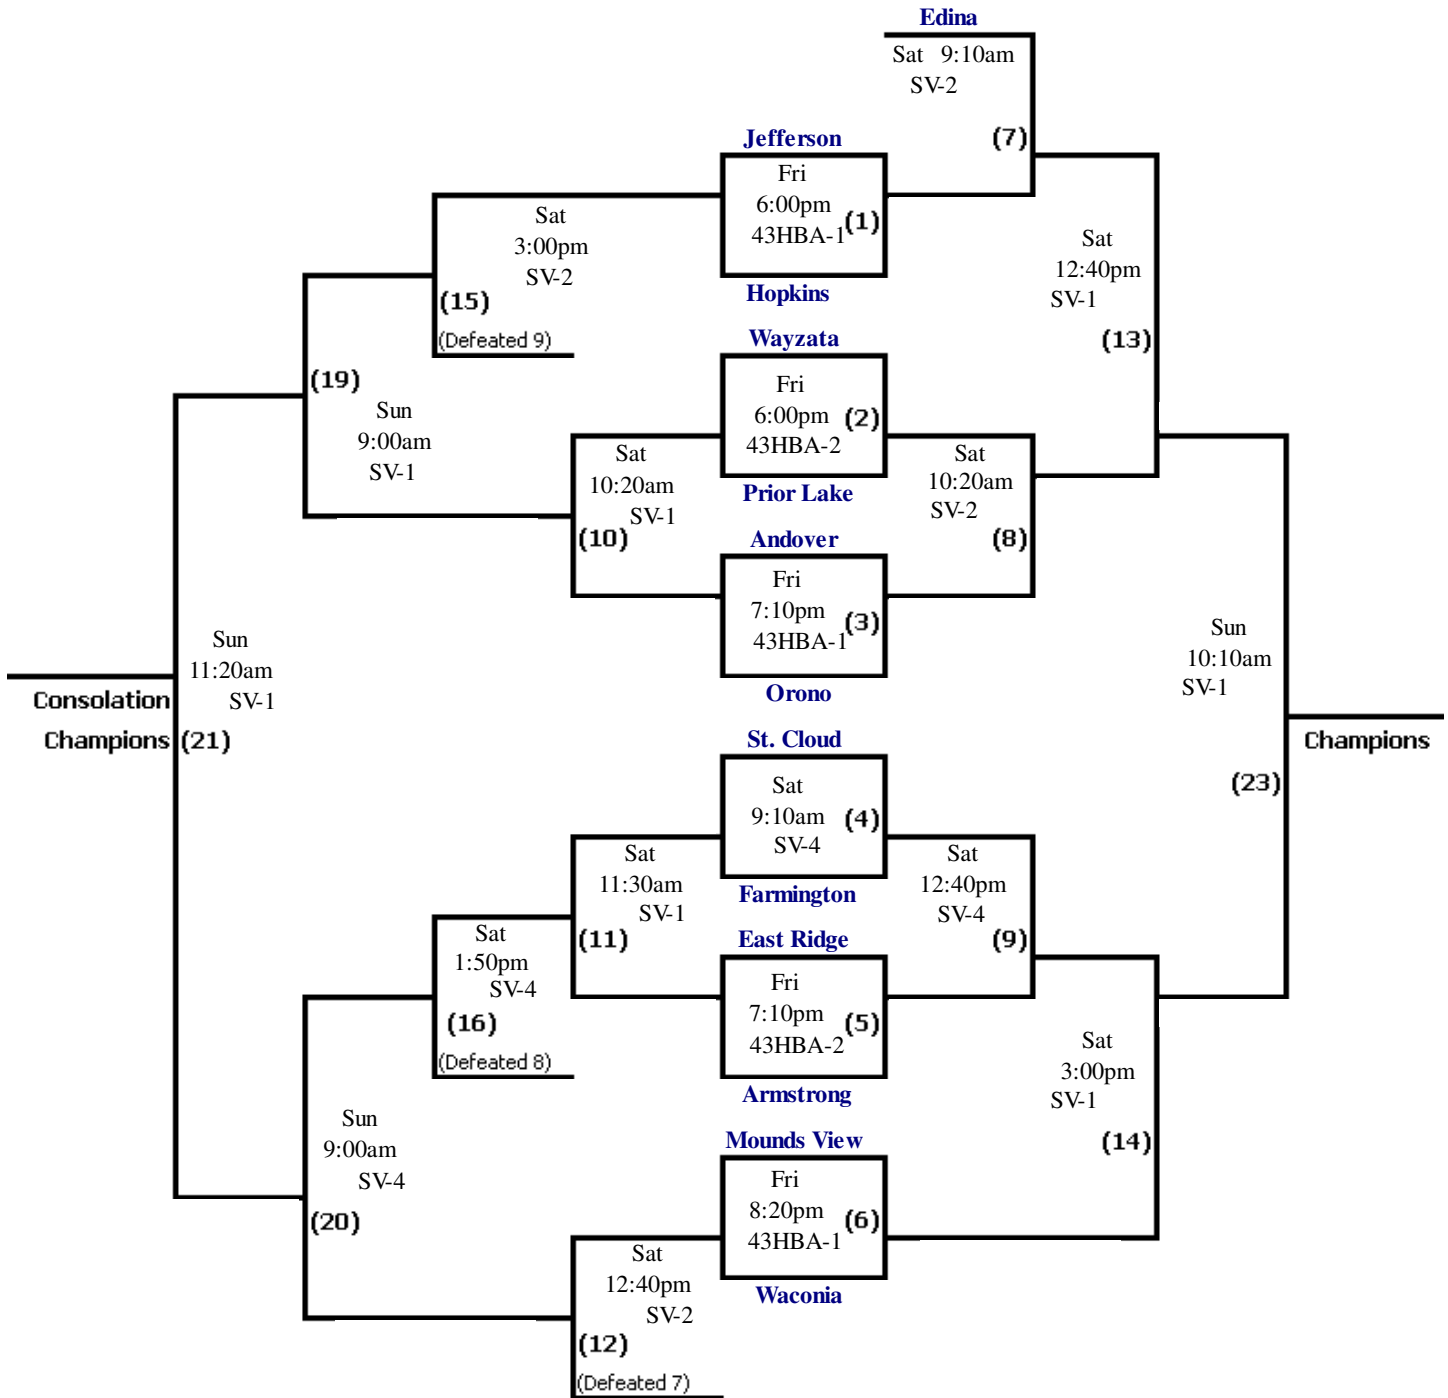 Edina
Sat 9:10am
SV-2
(7)
Jefferson
Fri
6:00pm
43HBA-1
(1)
Hopkins
Sat
3:00pm
SV-2
(15)
(Defeated 9)
Sat
12:40pm
SV-1
(13)
Wayzata
Fri
6:00pm
43HBA-2
(2)
Prior Lake
(19)
Sun
9:00am
SV-1
Sat
10:20am
SV-1
(10)
Sat
10:20am
SV-2
(8)
Andover
Fri
7:10pm
43HBA-1
(3)
Orono
Sun
11:20am
SV-1
Consolation
Champions
(21)
Sun
10:10am
SV-1
(23)
Champions
St. Cloud
Sat
9:10am
SV-4
(4)
Farmington
Sat
11:30am
SV-1
(11)
Sat
12:40pm
SV-4
(9)
East Ridge
Fri
7:10pm
43HBA-2
(5)
Armstrong
Sat
1:50pm
SV-4
(16)
(Defeated 8)
Sat
3:00pm
SV-1
(14)
Sun
9:00am
SV-4
(20)
Mounds View
Fri
8:20pm
43HBA-1
(6)
Waconia
Sat
12:40pm
SV-2
(12)
(Defeated 7)